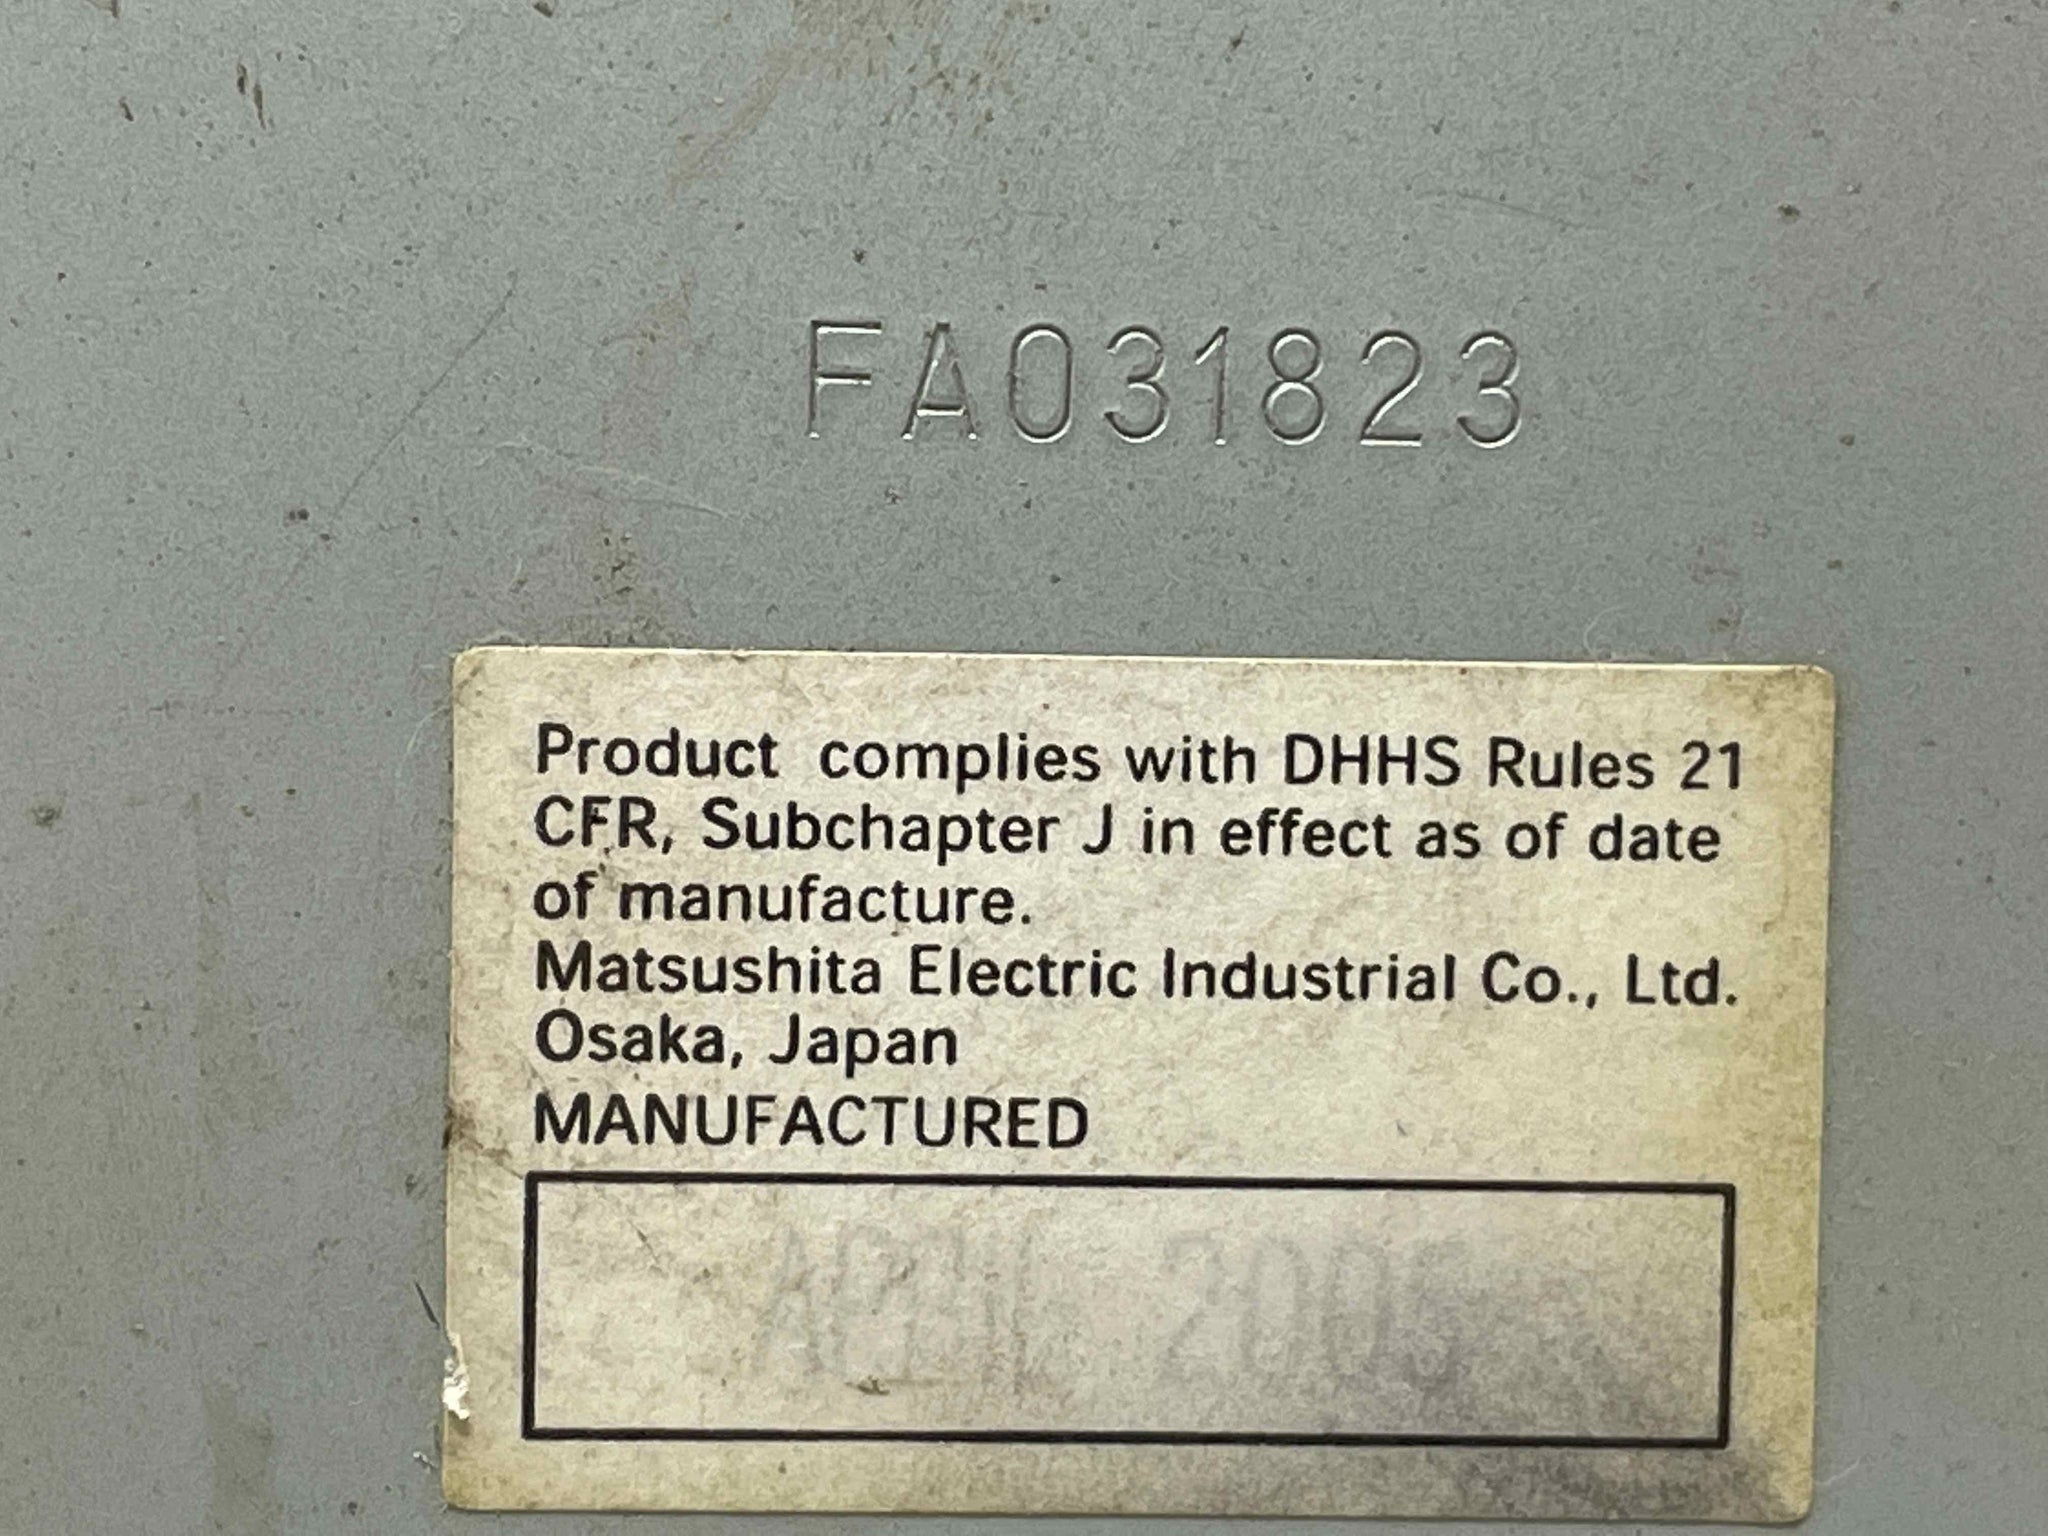 FA031823
Product complies with DHHS Rules 21
CFR, Subchapter J in effect as of date
of manufacture.
Matsushita Electric Industrial Co., Ltd.
Osaka, Japan
MANUFACTURED